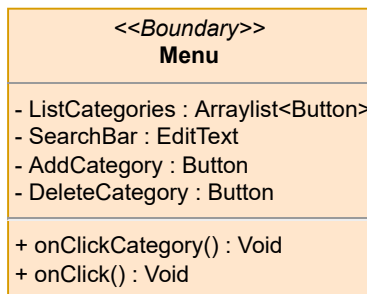 <<Boundary>>
Menu
- ListCategories : Arraylist<Button>
- SearchBar : EditText
- AddCategory : Button
- DeleteCategory : Button
+ onClickCategory() : Void
+ onClick() : Void